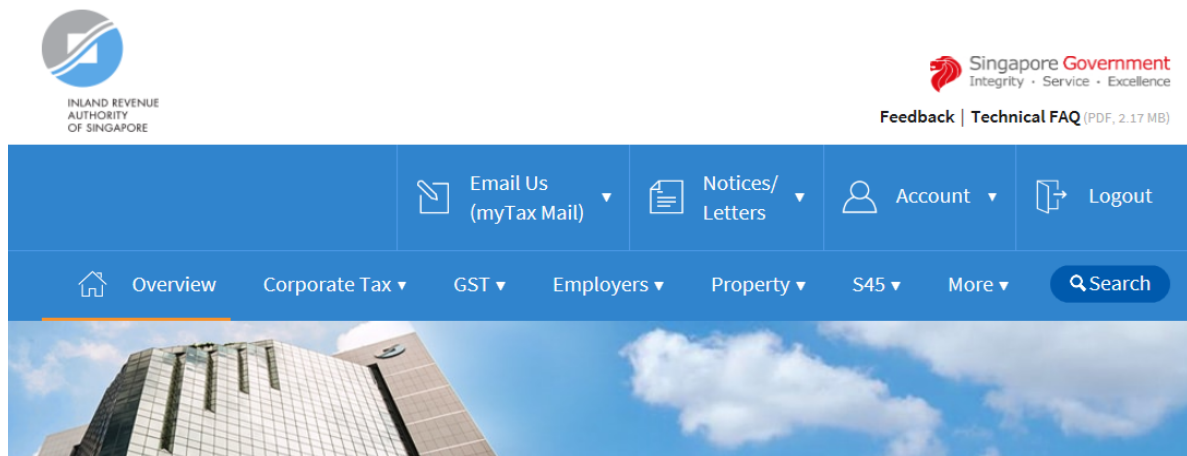 INLAND REVENUE
AUTHORITY
OF SINGAPORE
Singapore Government
Integrity · Service · Excellence
Feedback | Technical FAQ (PDF, 2.17 MB)
Email Us
(myTax Mail) ▼
Notices/
Letters ▼
Account ▼
Logout
Overview
Corporate Tax ▼
GST ▼
Employers ▼
Property ▼
S45 ▼
More ▼
Search